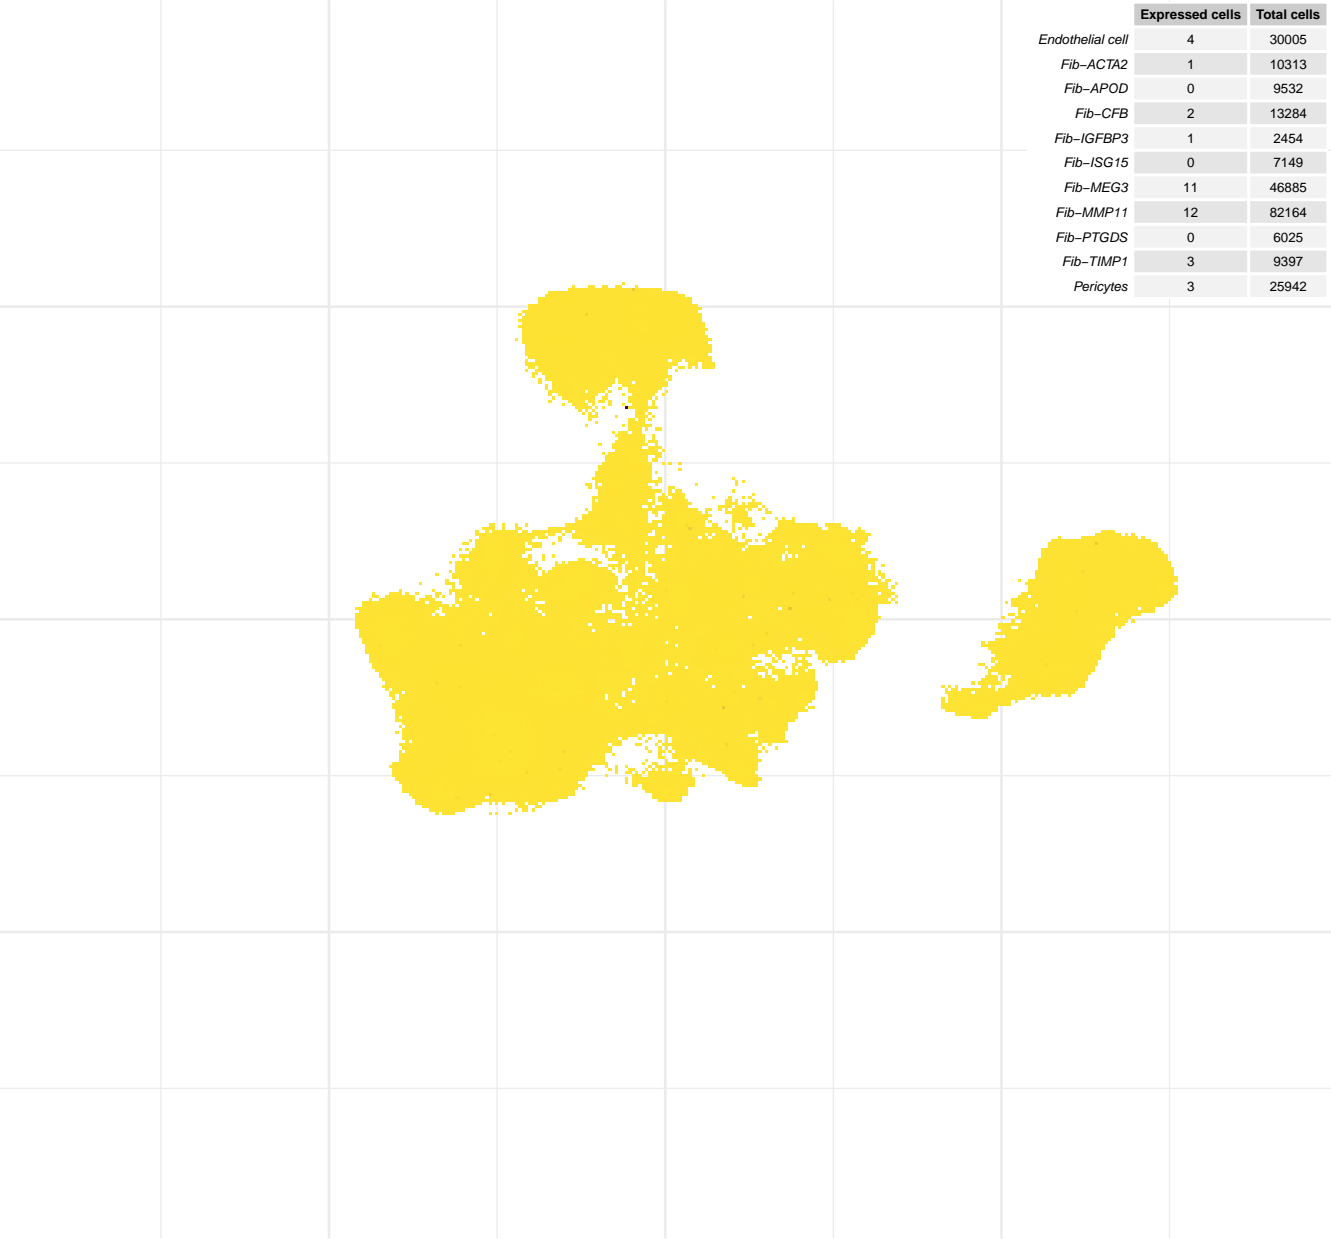 Expressed cells Total cells
Endothelial cell 4 30005
Fib−ACTA2 1 10313
Fib−APOD 0 9532
Fib−CFB 2 13284
Fib−IGFBP3 1 2454
Fib−ISG15 0 7149
Fib−MEG3 11 46885
Fib−MMP11 12 82164
Fib−PTGDS 0 6025
Fib−TIMP1 3 9397
Pericytes 3 25942